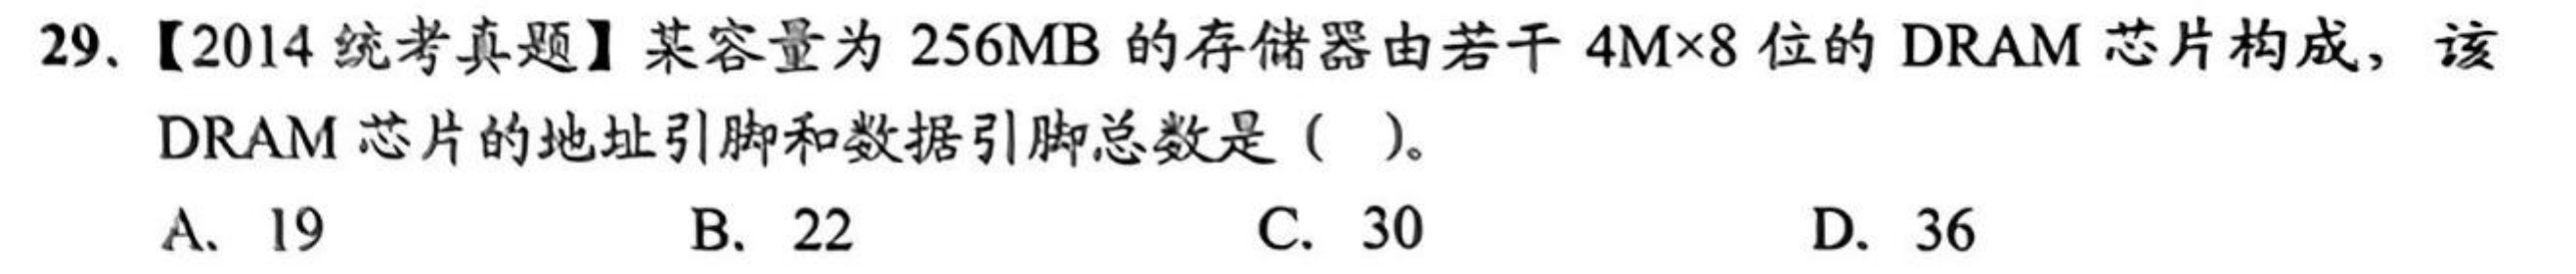 29.【2014 统考真题】某容量为 256MB 的存储器由若干 4M×8 位的 DRAM 芯片构成，该
DRAM 芯片的地址引脚和数据引脚总数是（ ）。
A. 19 B. 22 C. 30 D. 36